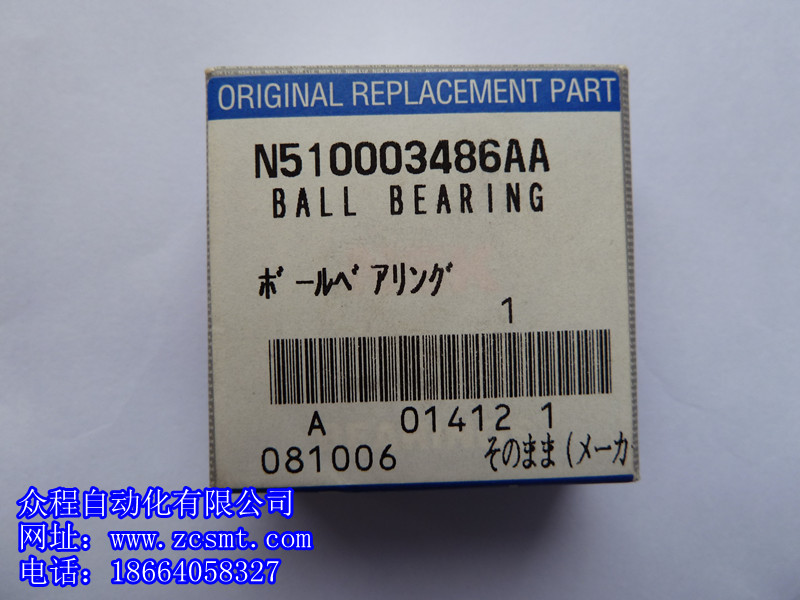 ORIGINAL REPLACEMENT PART
N510003486AA
BALL BEARING
ボールベアリング
1
A 01412 1
081006 そのまま(メーカ
众程自动化有限公司
网址：www.zcsmt.com
电话：18664058327